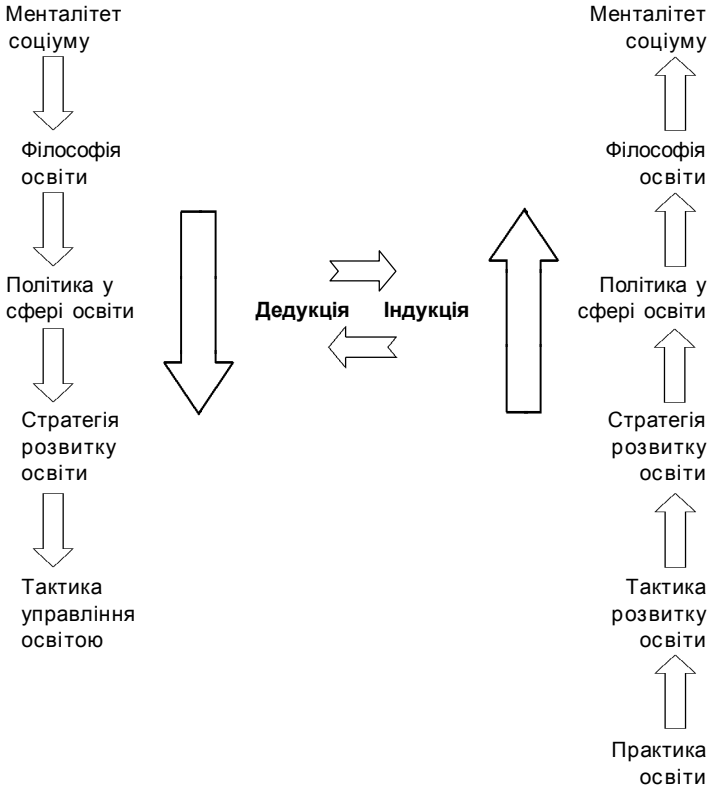 Менталітет
соціуму
Філософія
освіти
Політика у
сфері освіти
Стратегія
розвитку
освіти
Тактика
управління
освітою
Дедукція
Індукція
Менталітет
соціуму
Філософія
освіти
Політика у
сфері освіти
Стратегія
розвитку
освіти
Тактика
розвитку
освіти
Практика
освіти